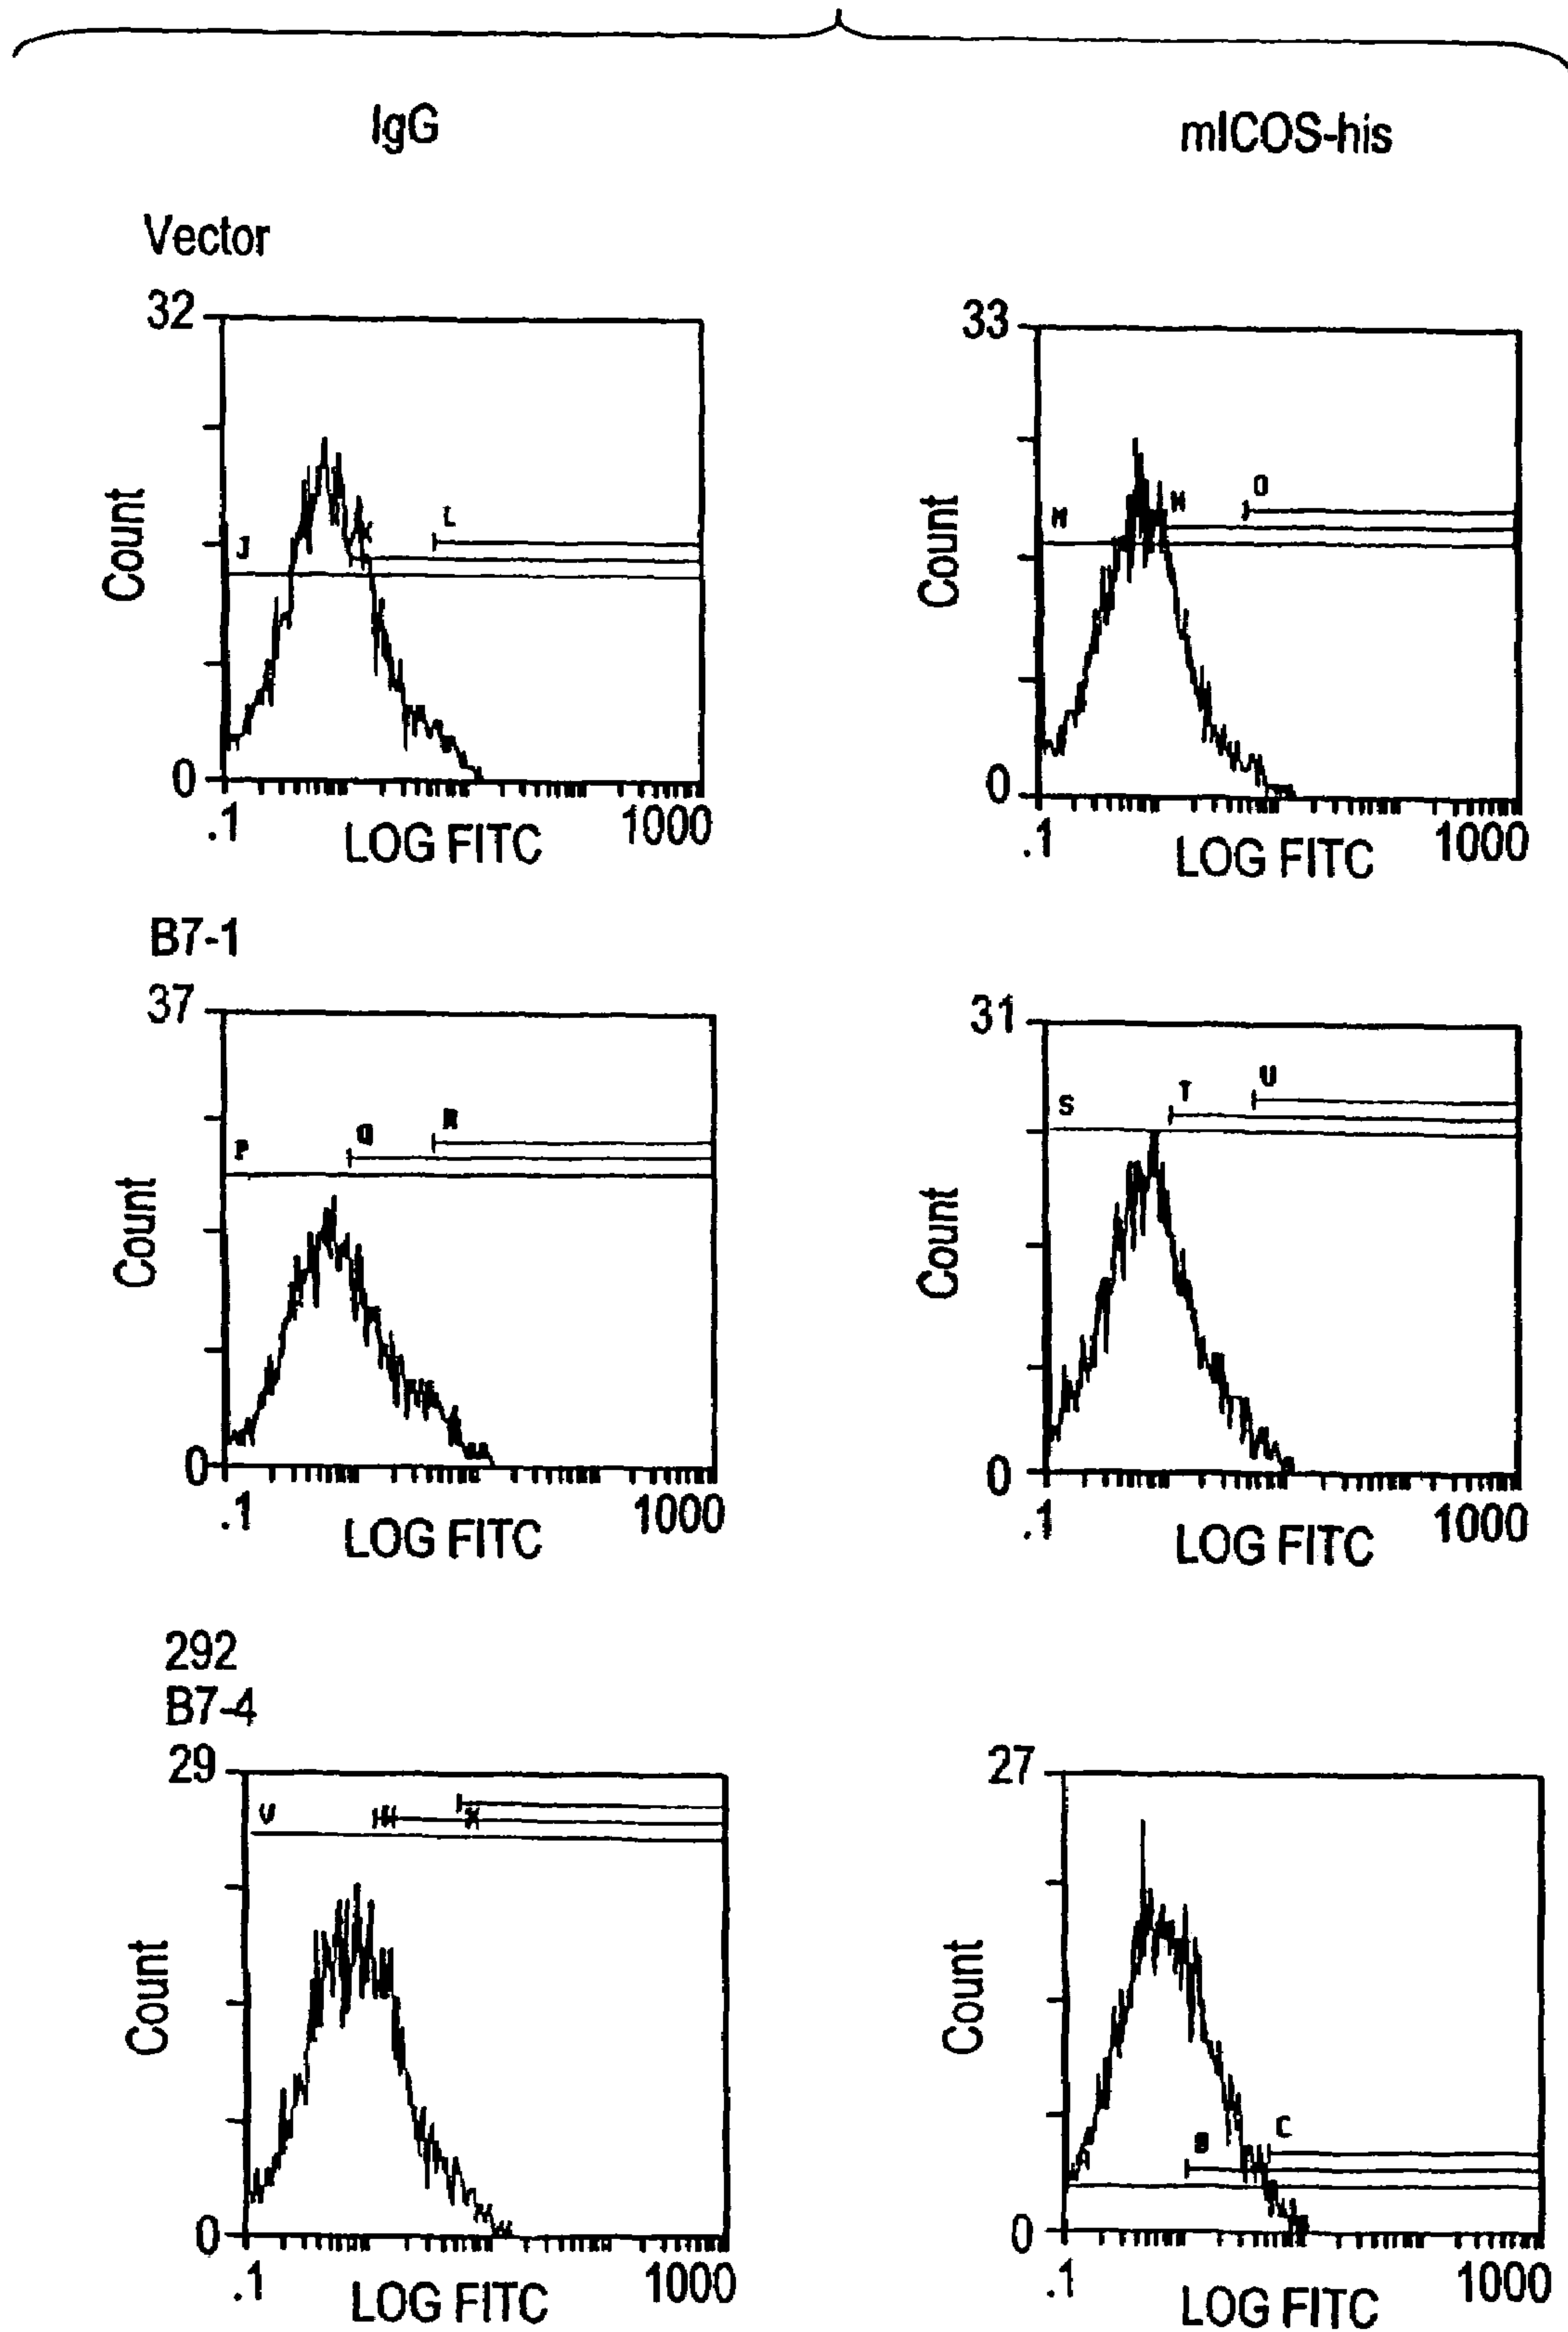 IgG mICOS-his
Vector
32 33
Count Count
J K L M N O
0 0
.1 LOG FITC 1000 .1 LOG FITC 1000
B7-1
37 31
Count Count
P Q S T U
0 0
.1 LOG FITC 1000 .1 LOG FITC 1000
292
B7-4
29 27
Count Count
V X A B C
0 0
.1 LOG FITC 1000 .1 LOG FITC 1000